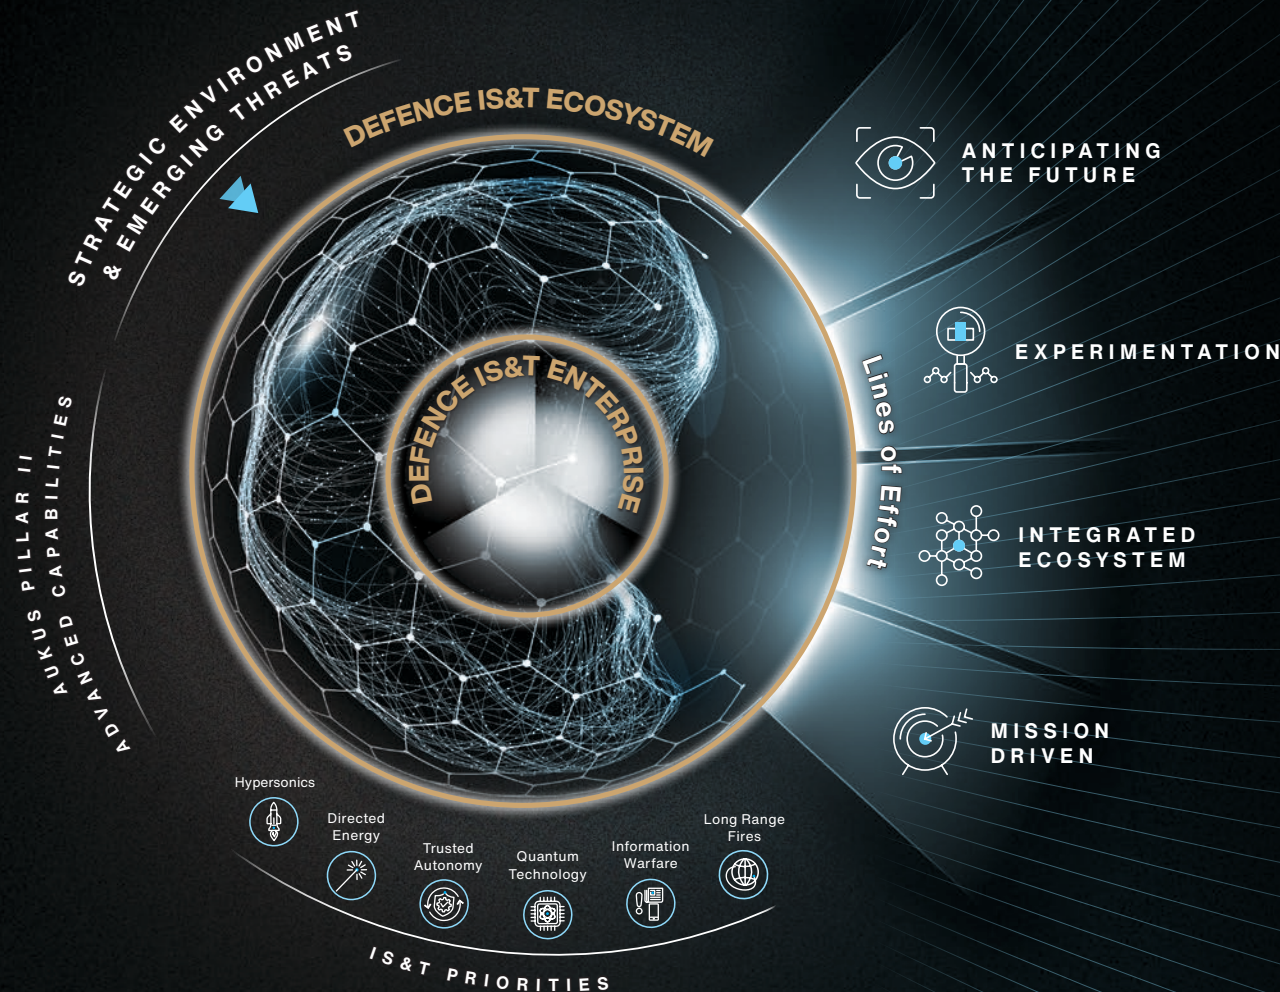 STRATEGIC ENVIRONMENT
& EMERGING THREATS
DEFENCE IS&T ECOSYSTEM
DEFENCE IS&T ENTERPRISE
AUKUS PILLAR II
ADVANCED CAPABILITIES
Lines of Effort
ANTICIPATING
THE FUTURE
EXPERIMENTATION
INTEGRATED
ECOSYSTEM
MISSION
DRIVEN
Hypersonics
Directed
Energy
Trusted
Autonomy
Quantum
Technology
Information
Warfare
Long Range
Fires
IS&T PRIORITIES